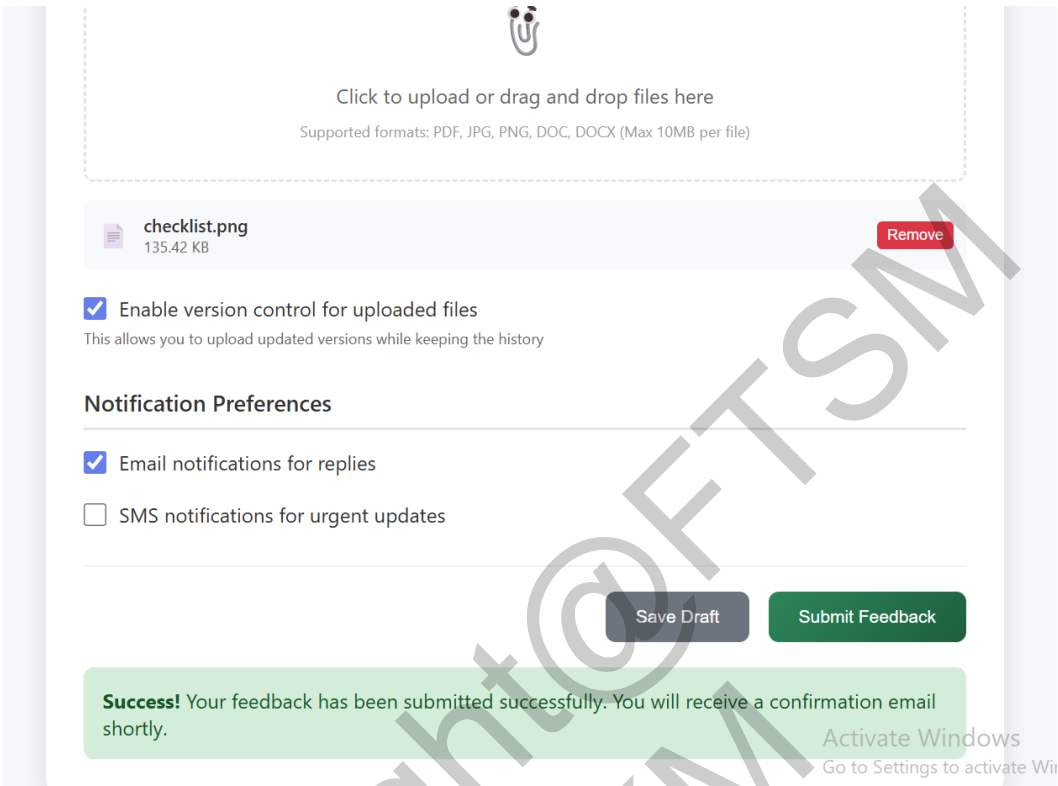 Click to upload or drag and drop files here
Supported formats: PDF, JPG, PNG, DOC, DOCX (Max 10MB per file)
checklist.png
135.42 KB
Remove
Enable version control for uploaded files
This allows you to upload updated versions while keeping the history
Notification Preferences
Email notifications for replies
SMS notifications for urgent updates
Save Draft
Submit Feedback
Success! Your feedback has been submitted successfully. You will receive a confirmation email
shortly.
Activate Windows
Go to Settings to activate
ght@FTSM